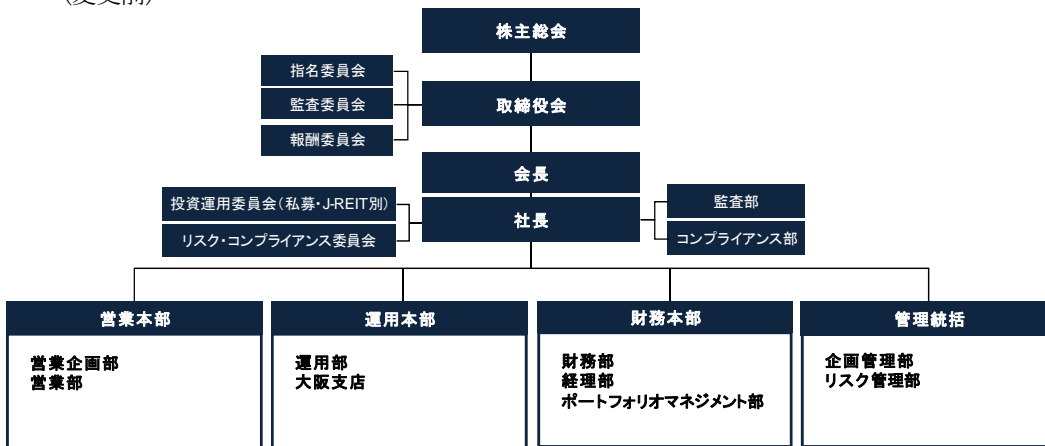 (変更前)
株主総会
指名委員会
監査委員会
報酬委員会
取締役会
会長
投資運用委員会(私募・J-REIT別)
リスク・コンプライアンス委員会
社長
監査部
コンプライアンス部
営業本部
営業企画部
営業部
運用本部
運用部
大阪支店
財務本部
財務部
経理部
ポートフォリオマネジメント部
管理統括
企画管理部
リスク管理部